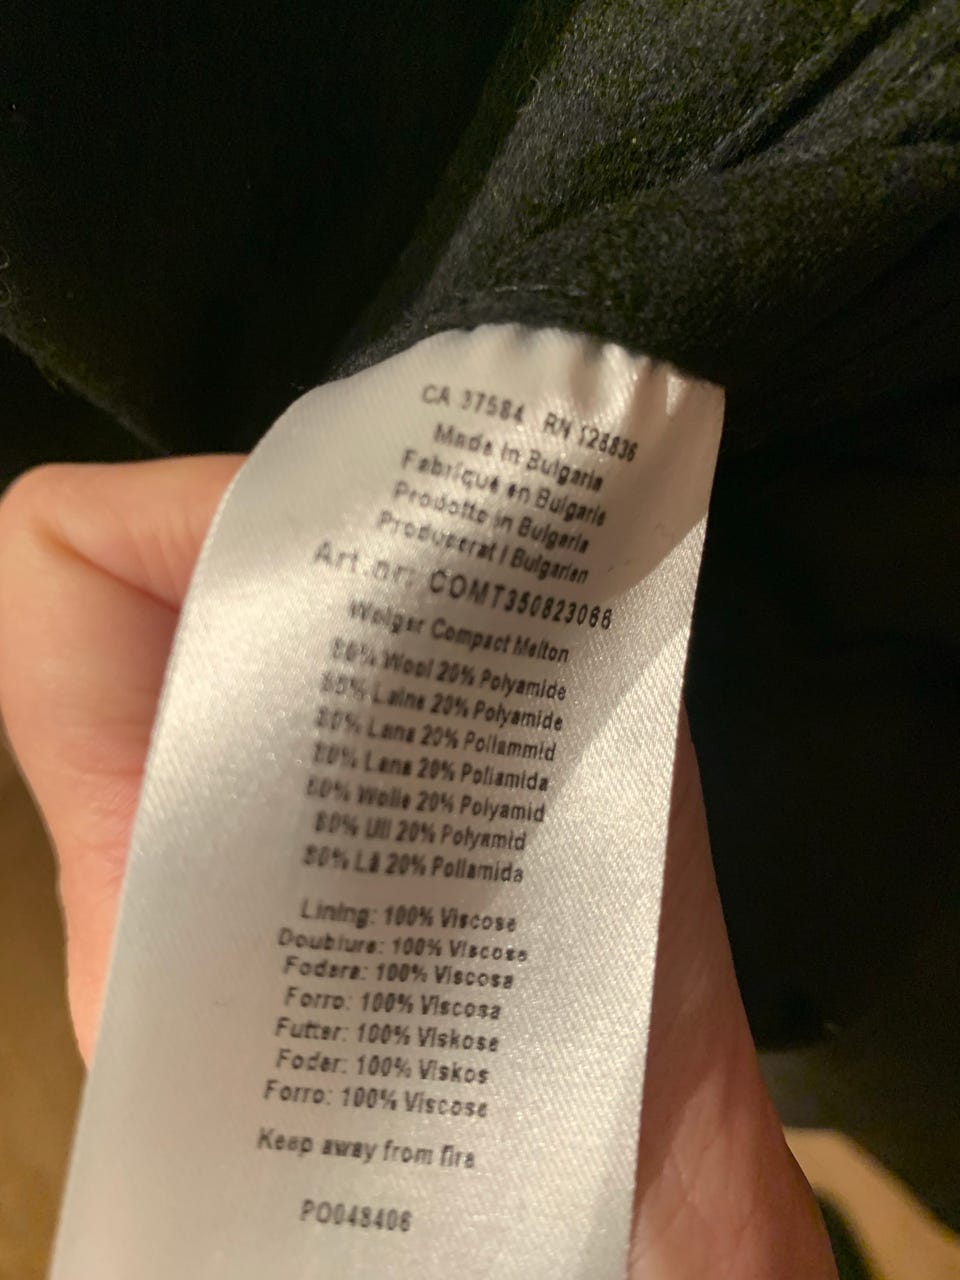 CA 37584 RN 128836
Made in Bulgaria
Fabriqué en Bulgarie
Prodotto in Bulgaria
Producerat i Bulgarien
Art.nr: COMT350823066
Compact Melton
80% Wool 20% Polyamide
80% Laine 20% Polyamide
80% Lana 20% Poliammid
80% Lana 20% Poliamida
80% Wolle 20% Polyamid
80% Ull 20% Polyamid
80% Lã 20% Poliamida
Lining: 100% Viscose
Doublure: 100% Viscose
Fodera: 100% Viscosa
Forro: 100% Viscosa
Futter: 100% Viskose
Foder: 100% Viskos
Forro: 100% Viscose
Keep away from fire
PO048406